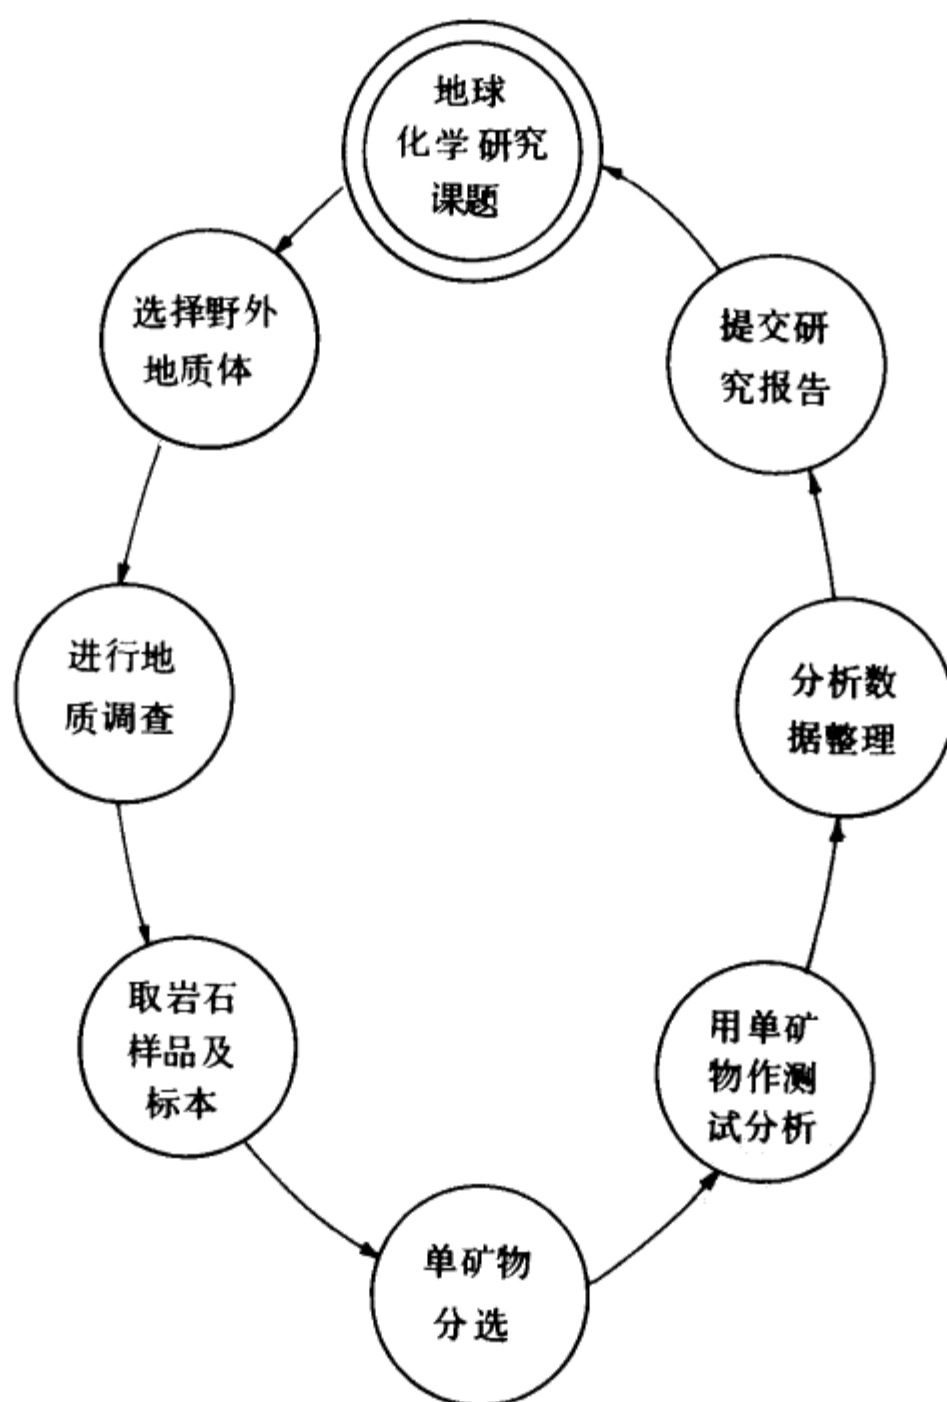 地球
化学研究
课题
选择野外
地质体
进行地
质调查
取岩石
样品及
标本
单矿物
分选
用单矿
物作测
试分析
分析数
据整理
提交研
究报告